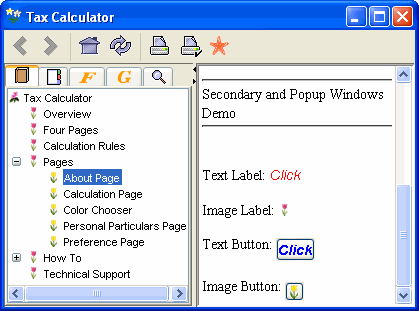 Tax Calculator
F
G
Tax Calculator
Overview
Four Pages
Calculation Rules
Pages
About Page
Calculation Page
Color Chooser
Personal Particulars Page
Preference Page
How To
Technical Support
Secondary and Popup Windows
Demo
Text Label: Click
Image Label:
Text Button: Click
Image Button: